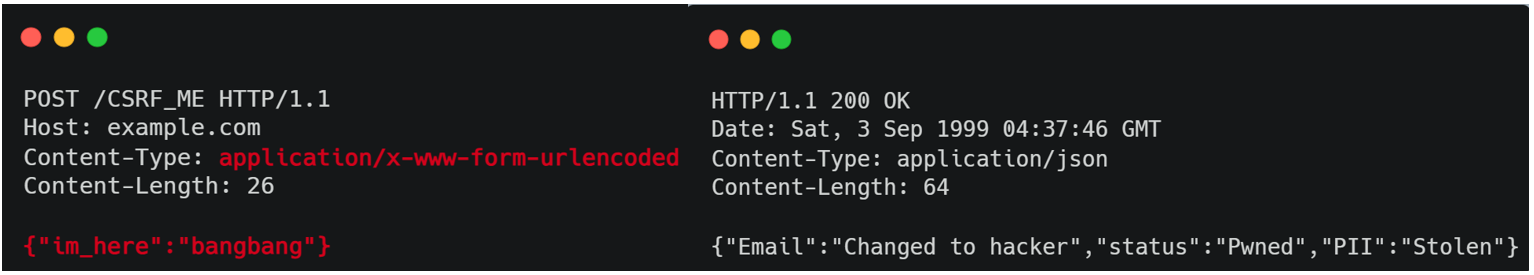 POST /CSRF_ME HTTP/1.1
Host: example.com
Content-Type: application/x-www-form-urlencoded
Content-Length: 26
{"im_here":"bangbang"}
HTTP/1.1 200 OK
Date: Sat, 3 Sep 1999 04:37:46 GMT
Content-Type: application/json
Content-Length: 64
{"Email":"Changed to hacker","status":"Pwned","PII":"Stolen"}